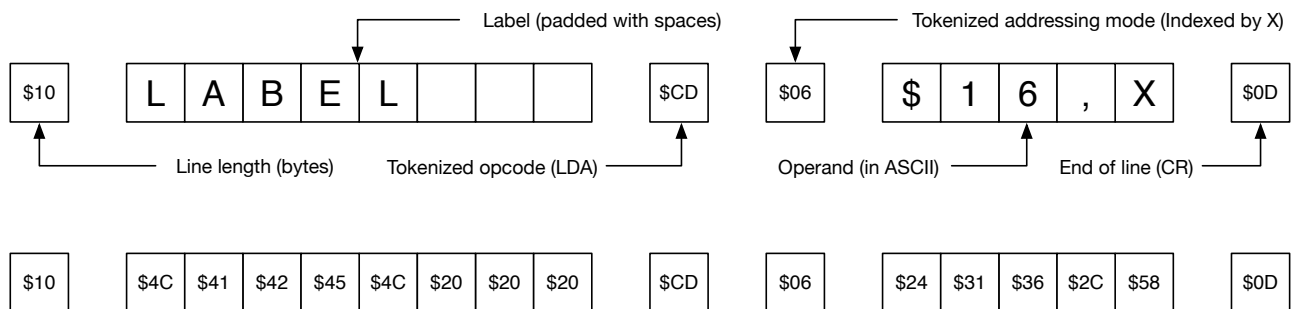 Label (padded with spaces) Tokenized addressing mode (Indexed by X)
$10 L A B E L $CD $06 $ 1 6 , X $0D
Line length (bytes) Tokenized opcode (LDA) Operand (in ASCII) End of line (CR)
$10 $4C $41 $42 $45 $4C $20 $20 $20 $CD $06 $24 $31 $36 $2C $58 $0D